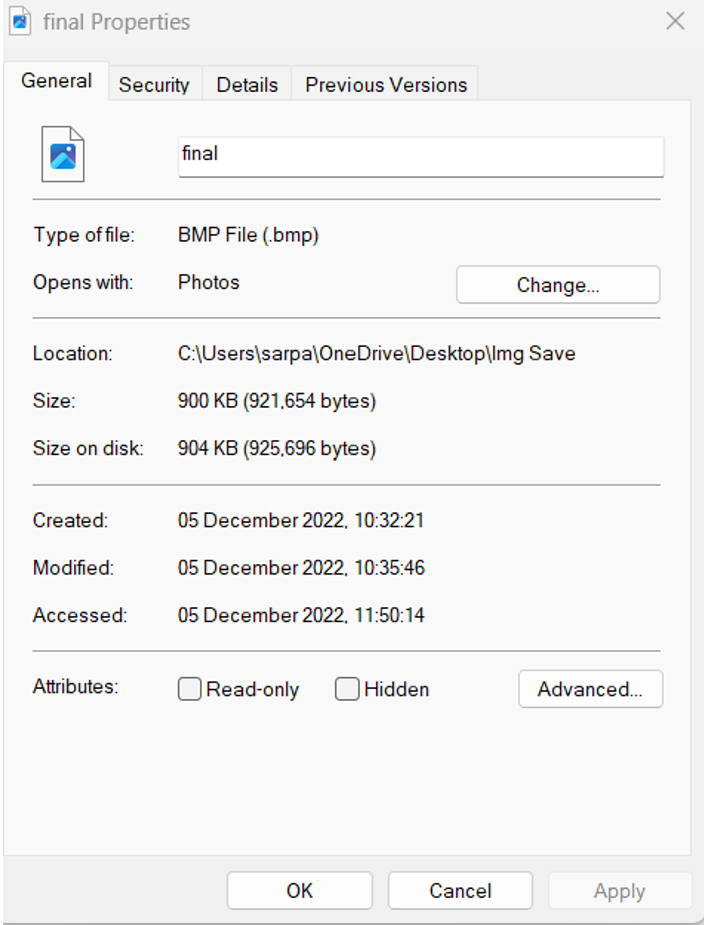 final Properties
General Security Details Previous Versions
final
Type of file: BMP File (.bmp)
Opens with: Photos Change...
Location: C:\Users\sarpa\OneDrive\Desktop\Img Save
Size: 900 KB (921,654 bytes)
Size on disk: 904 KB (925,696 bytes)
Created: 05 December 2022, 10:32:21
Modified: 05 December 2022, 10:35:46
Accessed: 05 December 2022, 11:50:14
Attributes: Read-only Hidden Advanced...
OK Cancel Apply